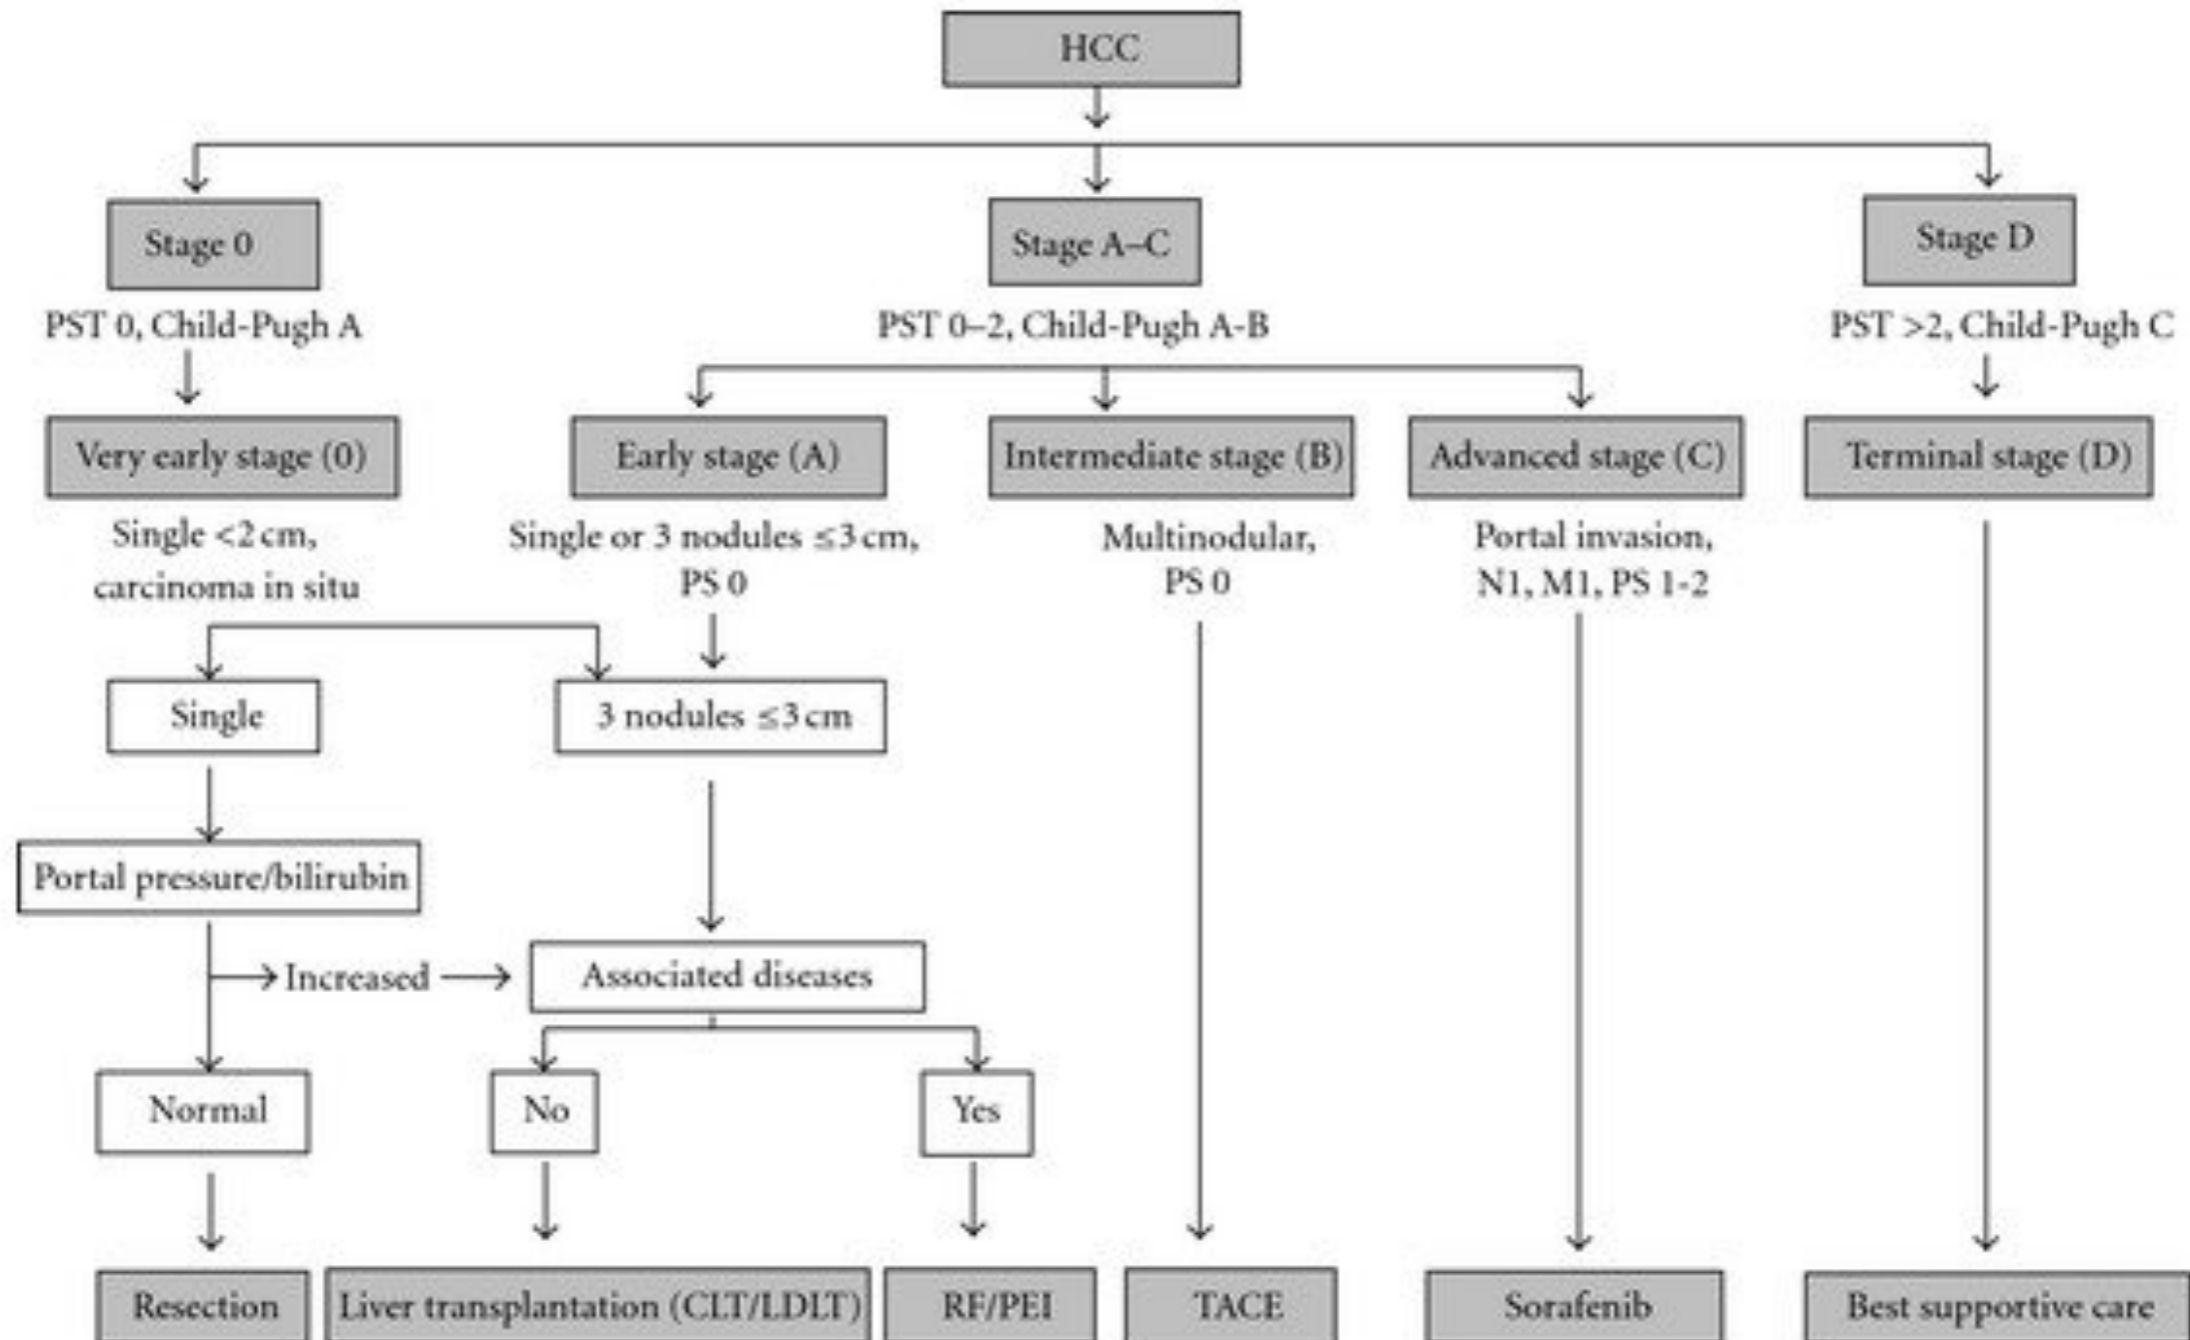 HCC
Stage 0
Stage A–C
Stage D
PST 0, Child-Pugh A
PST 0–2, Child-Pugh A-B
PST >2, Child-Pugh C
Very early stage (0)
Early stage (A)
Intermediate stage (B)
Advanced stage (C)
Terminal stage (D)
Single <2 cm,
carcinoma in situ
Single or 3 nodules ≤3 cm,
PS 0
Multinodular,
PS 0
Portal invasion,
N1, M1, PS 1-2
Single
3 nodules ≤3 cm
Portal pressure/bilirubin
Increased
Associated diseases
Normal
No
Yes
Resection
Liver transplantation (CLT/LDLT)
RF/PEI
TACE
Sorafenib
Best supportive care